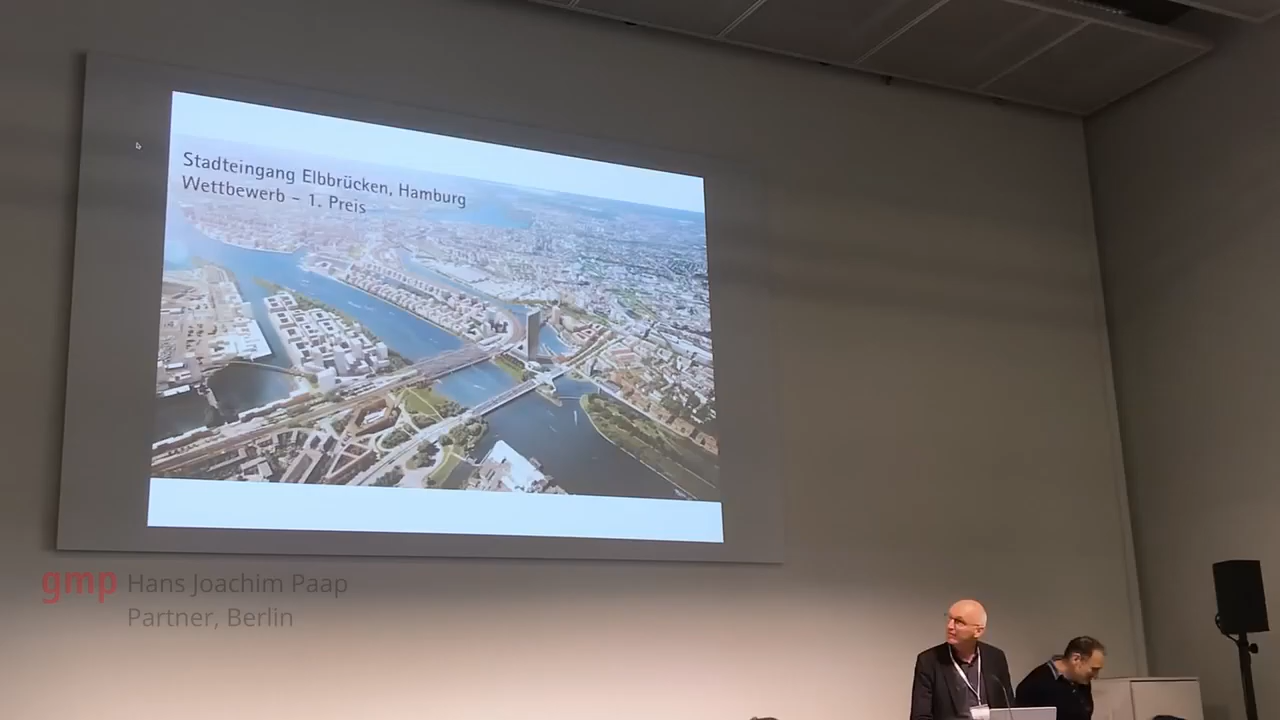 Stadteingang Elbbrücken, Hamburg
Wettbewerb – 1. Preis
gmp Hans Joachim Paap
Partner, Berlin